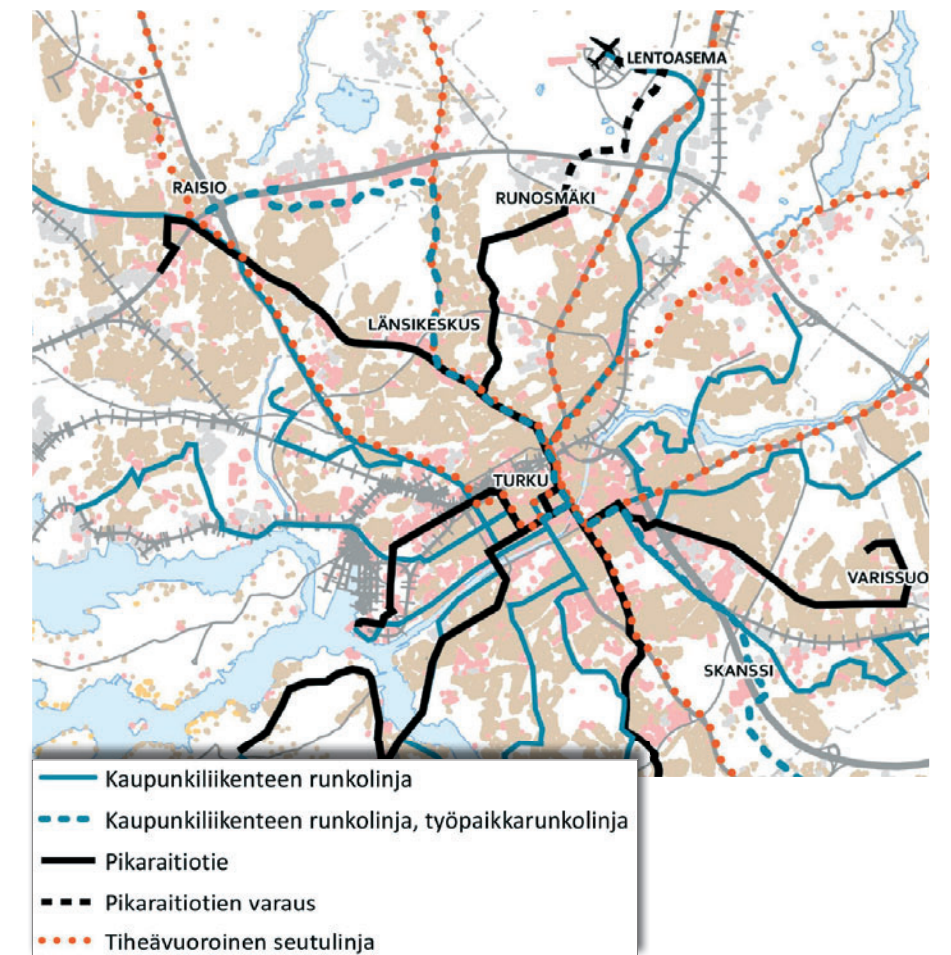 LENTOASEMA
RAISIO
RUNOSMÄKI
LÄNSIKESKUS
TURKU
VARISSUO
SKANSSI
Kaupunkiliikenteen runkolinja
Kaupunkiliikenteen runkolinja, työpaikkarunkolinja
Pikaraitiotie
Pikaraitiotien varaus
Tiheävuoroinen seutulinja